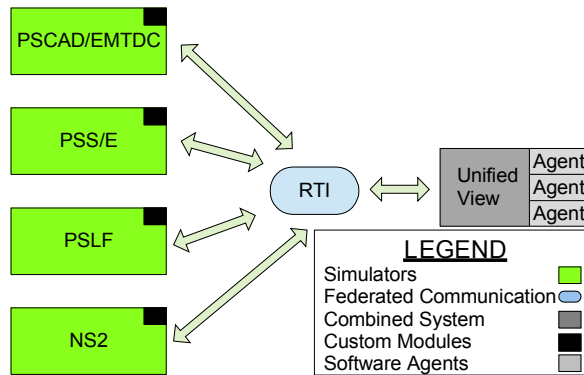 PSCAD/EMTDC
PSS/E
PSLF
NS2
RTI
Unified
View
Agent
Agent
Agent
LEGEND
Simulators
Federated Communication
Combined System
Custom Modules
Software Agents